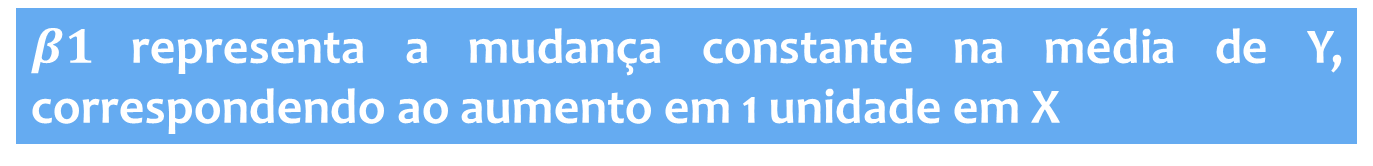 𝜷𝟏 representa a mudança constante na média de Y,
correspondendo ao aumento em 1 unidade em X